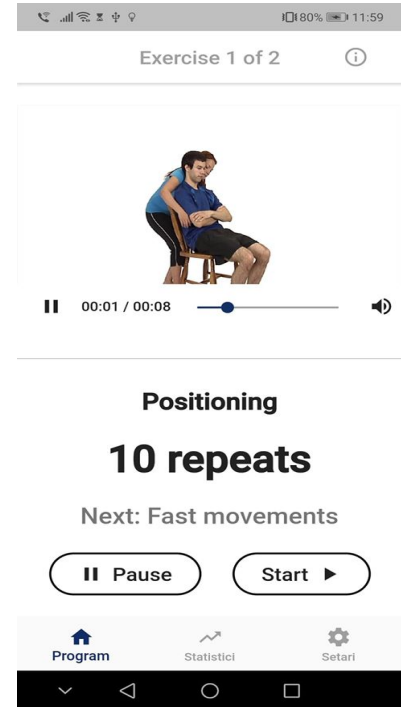 80% 11:59
Exercise 1 of 2
00:01 / 00:08
Positioning
10 repeats
Next: Fast movements
Pause Start
Program Statistici Setari